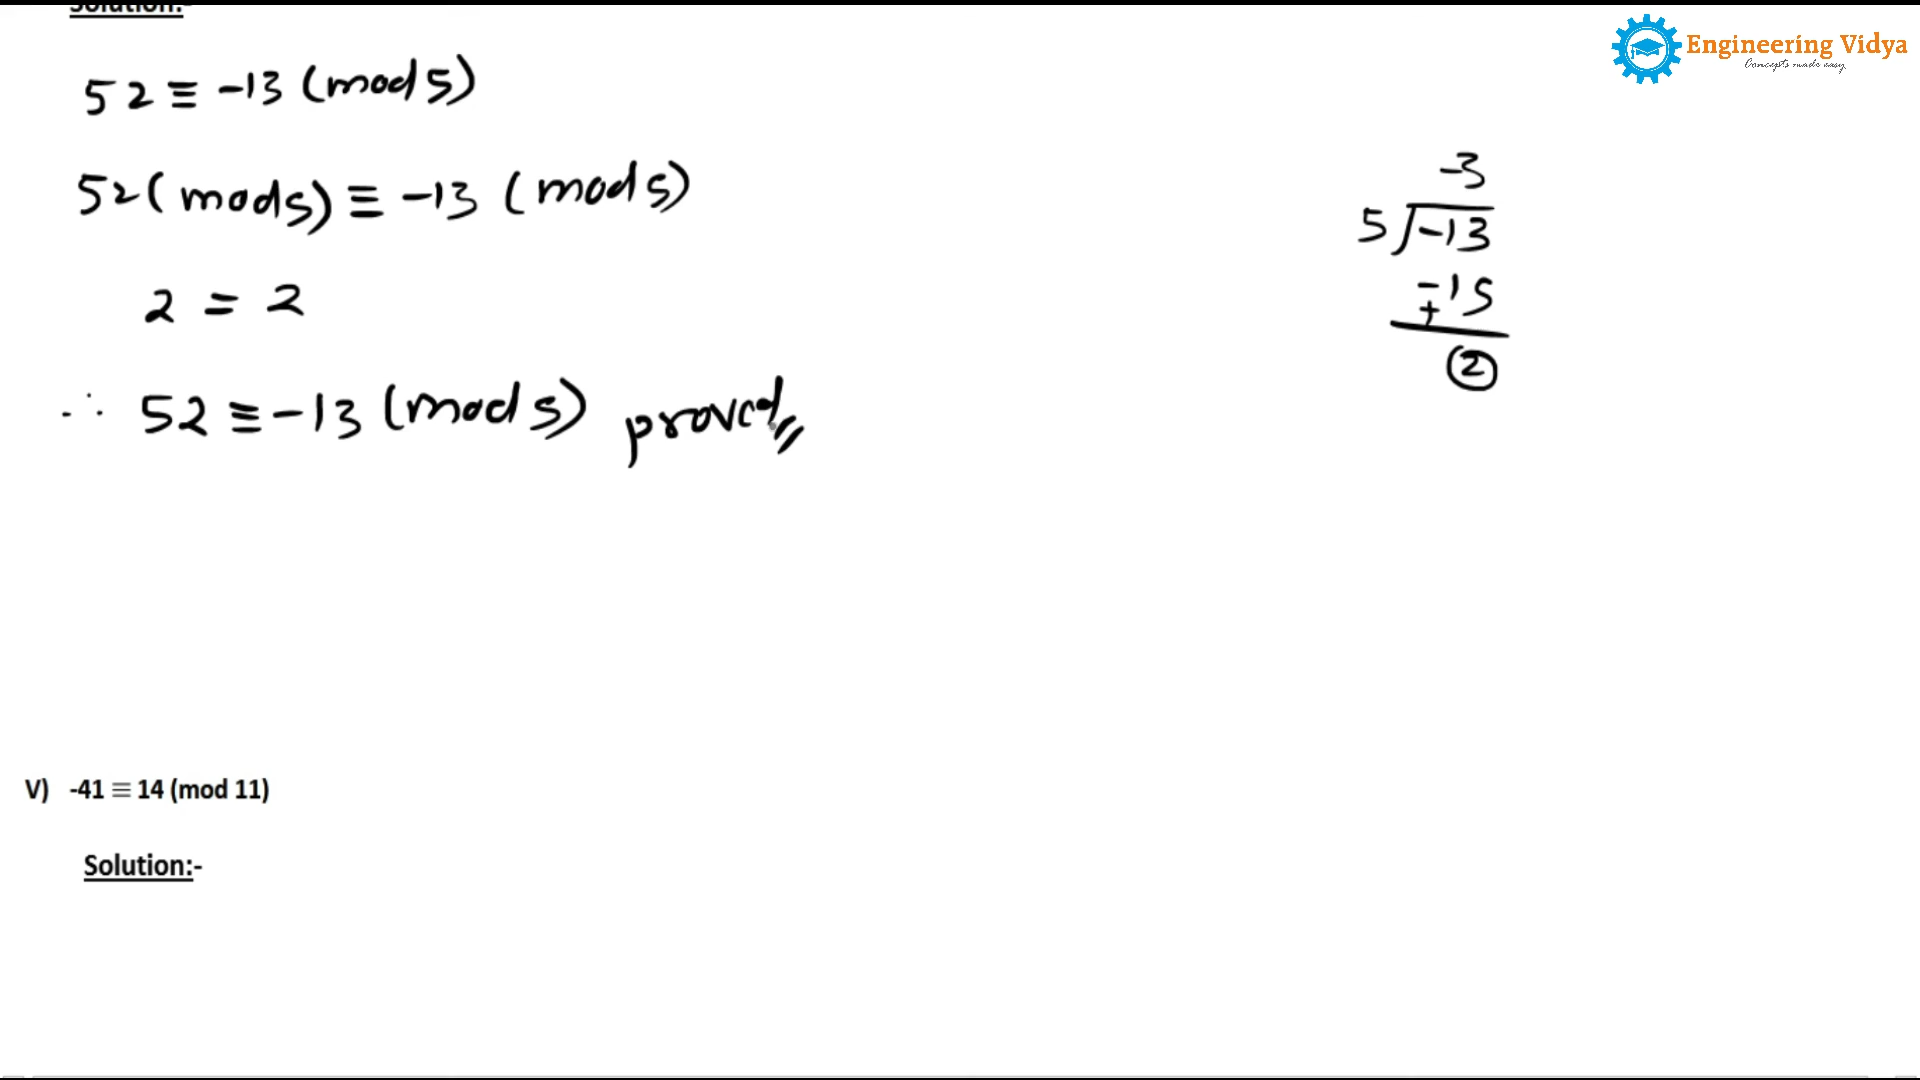 Solution:-
Engineering Vidya
Concepts made easy
52 ≡ -13 (mod 5)
52 (mod 5) ≡ -13 (mod 5)
2 = 2
∴ 52 ≡ -13 (mod 5) proved
-3
5 -13
-15
+
2
V) -41 ≡ 14 (mod 11)
Solution:-